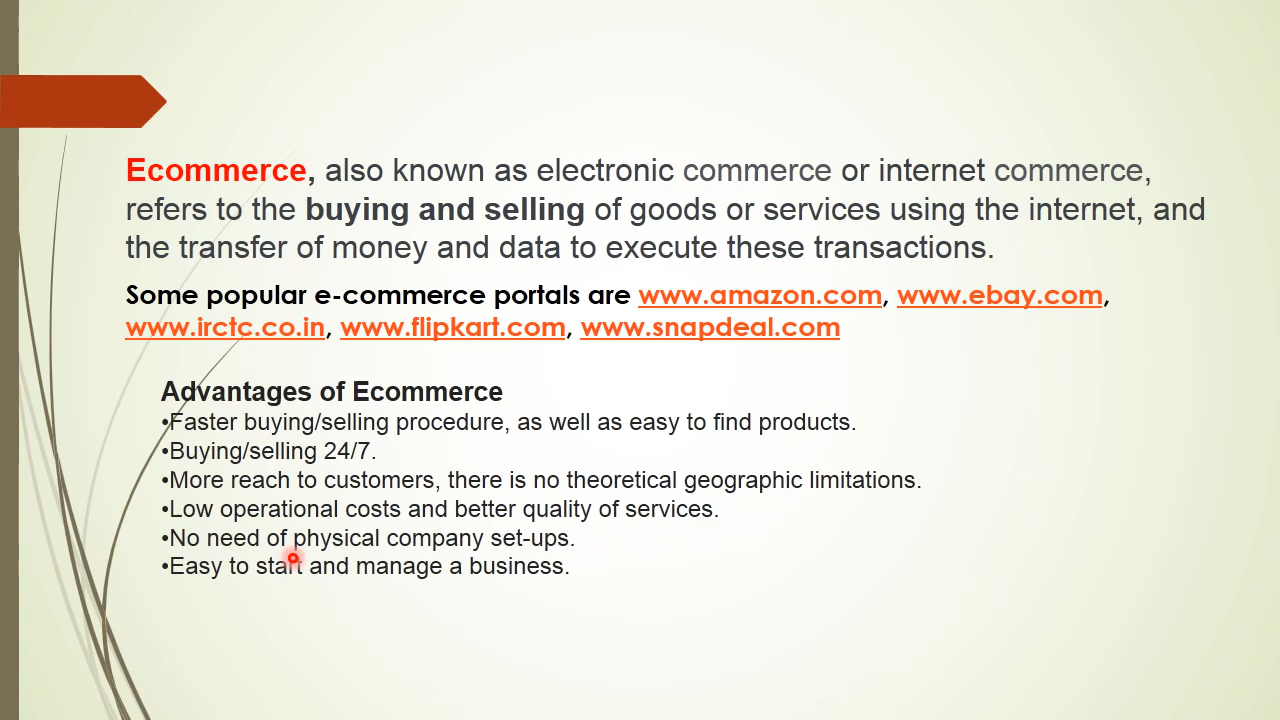 Ecommerce, also known as electronic commerce or internet commerce,
refers to the buying and selling of goods or services using the internet, and
the transfer of money and data to execute these transactions.
Some popular e-commerce portals are www.amazon.com, www.ebay.com,
www.irctc.co.in, www.flipkart.com, www.snapdeal.com
Advantages of Ecommerce
•Faster buying/selling procedure, as well as easy to find products.
•Buying/selling 24/7.
•More reach to customers, there is no theoretical geographic limitations.
•Low operational costs and better quality of services.
•No need of physical company set-ups.
•Easy to start and manage a business.